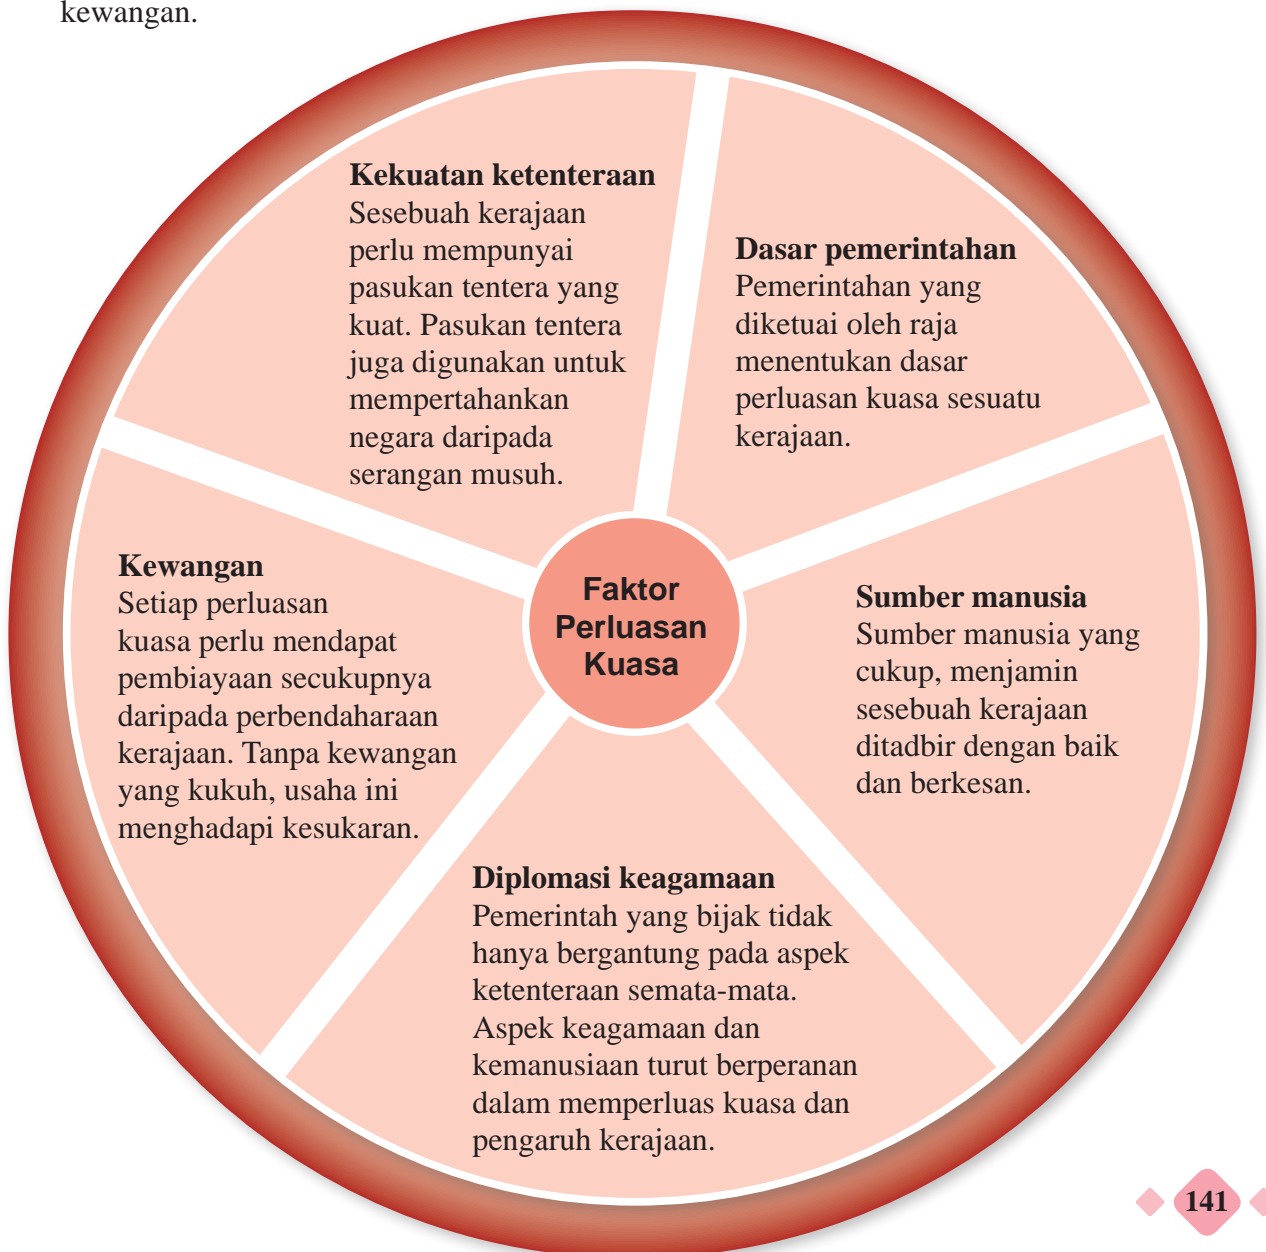 kewangan.
Kekuatan ketenteraan
Sesebuah kerajaan
perlu mempunyai
pasukan tentera yang
kuat. Pasukan tentera
juga digunakan untuk
mempertahankan
negara daripada
serangan musuh.
Dasar pemerintahan
Pemerintahan yang
diketuai oleh raja
menentukan dasar
perluasan kuasa sesuatu
kerajaan.
Kewangan
Setiap perluasan
kuasa perlu mendapat
pembiayaan secukupnya
daripada perbendaharaan
kerajaan. Tanpa kewangan
yang kukuh, usaha ini
menghadapi kesukaran.
Faktor
Perluasan
Kuasa
Sumber manusia
Sumber manusia yang
cukup, menjamin
sesebuah kerajaan
ditadbir dengan baik
dan berkesan.
Diplomasi keagamaan
Pemerintah yang bijak tidak
hanya bergantung pada aspek
ketenteraan semata-mata.
Aspek keagamaan dan
kemanusiaan turut berperanan
dalam memperluas kuasa dan
pengaruh kerajaan.
141